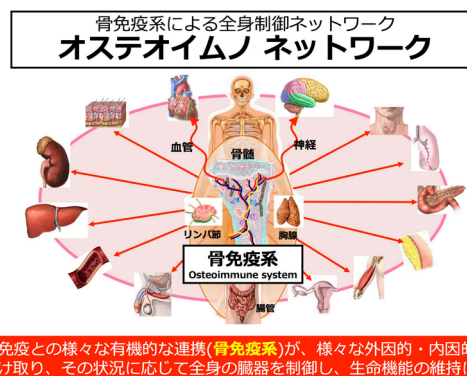 骨免疫系による全身制御ネットワーク
オステオイムノ ネットワーク
血管
骨髄
神経
リンパ節
胸腺
骨免疫系
Osteoimmune system
腸管
免疫との様々な有機的な連携(骨免疫系)が、様々な外因的・内因的
け取り、その状況に応じて全身の臓器を制御し、生命機能の維持に